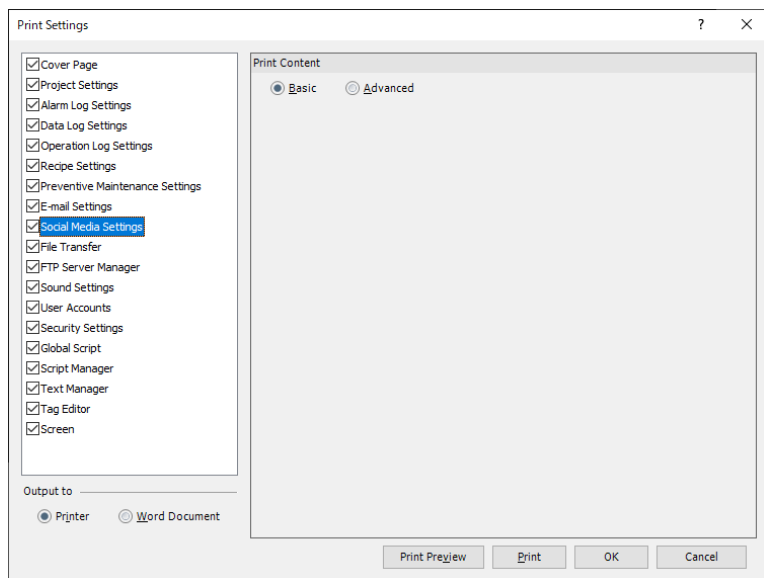 Print Settings
?
Cover Page
Project Settings
Alarm Log Settings
Data Log Settings
Operation Log Settings
Recipe Settings
Preventive Maintenance Settings
E-mail Settings
Social Media Settings
File Transfer
FTP Server Manager
Sound Settings
User Accounts
Security Settings
Global Script
Script Manager
Text Manager
Tag Editor
Screen
Output to
Printer Word Document
Print Content
Basic Advanced
Print Preview Print OK Cancel